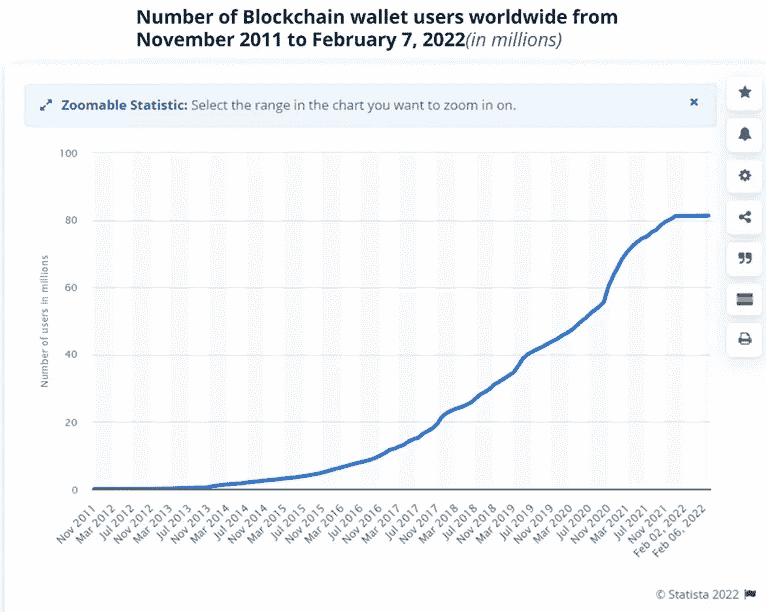 Number of Blockchain wallet users worldwide from
November 2011 to February 7, 2022(in millions)
Zoomable Statistic: Select the range in the chart you want to zoom in on.
×
Number of users in millions
100
80
60
40
20
0
Nov 2011
Mar 2012
Jul 2012
Nov 2012
Mar 2013
Jul 2013
Nov 2013
Mar 2014
Jul 2014
Nov 2014
Mar 2015
Jul 2015
Nov 2015
Mar 2016
Jul 2016
Nov 2016
Mar 2017
Jul 2017
Nov 2017
Mar 2018
Jul 2018
Nov 2018
Mar 2019
Jul 2019
Nov 2019
Mar 2020
Jul 2020
Nov 2020
Mar 2021
Jul 2021
Nov 2021
Feb 02, 2022
Feb 06, 2022
© Statista 2022